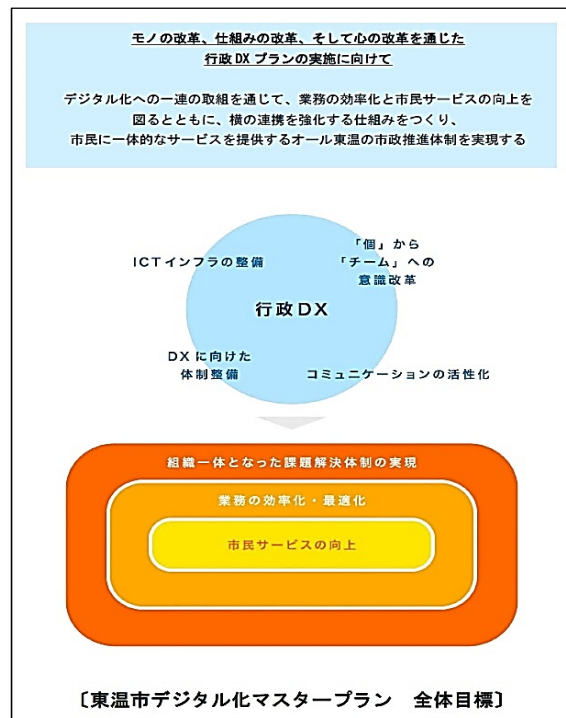 モノの改革、仕組みの改革、そして心の改革を通じた
行政DXプランの実施に向けて
デジタル化への一連の取組を通じて、業務の効率化と市民サービスの向上を
図るとともに、横の連携を強化する仕組みをつくり、
市民に一体的なサービスを提供するオール東温の市政推進体制を実現する
ICTインフラの整備
「個」から
「チーム」への
意識改革
行政DX
DXに向けた
体制整備
コミュニケーションの活性化
組織一体となった課題解決体制の実現
業務の効率化・最適化
市民サービスの向上
〔東温市デジタル化マスタープラン　全体目標〕